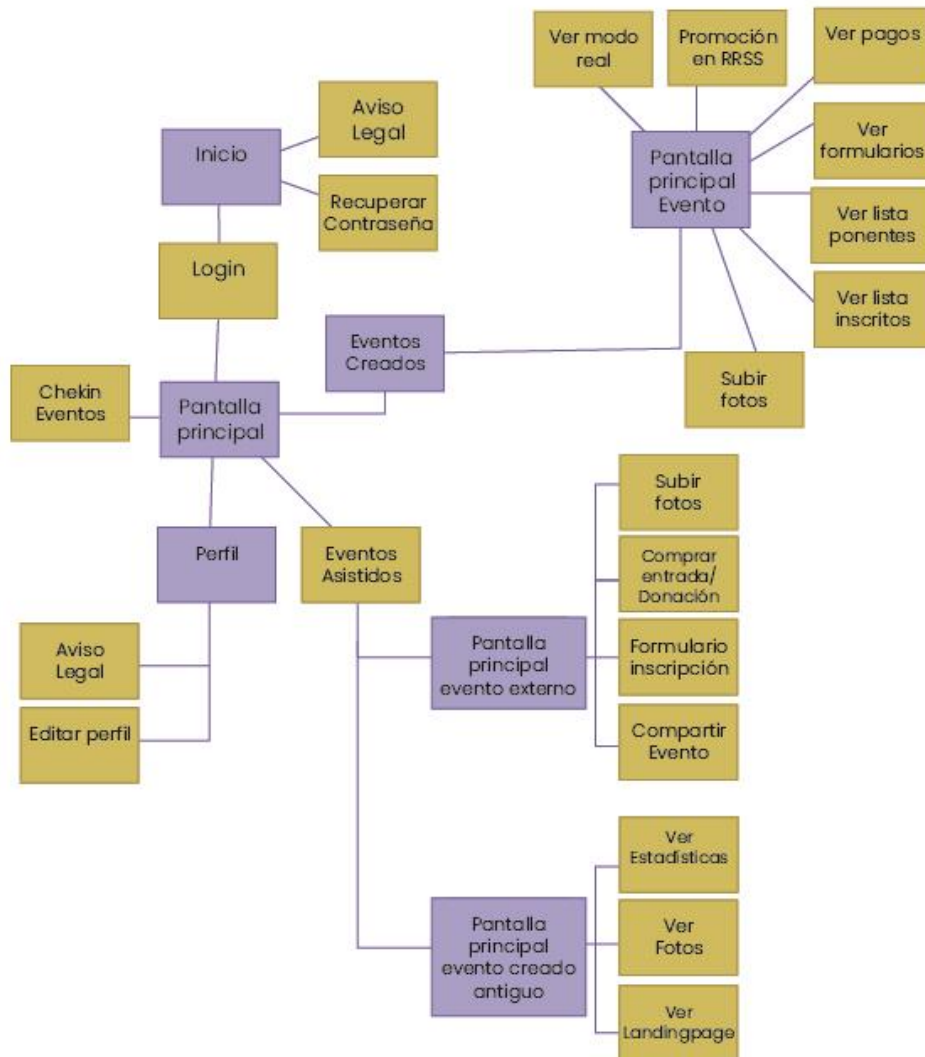 Ver modo
real
Promoción
en RRSS
Ver pagos
Aviso
Legal
Inicio
Recuperar
Contraseña
Pantalla
principal
Evento
Ver
formularios
Ver lista
ponentes
Login
Ver lista
inscritos
Eventos
Creados
Subir
fotos
Chekin
Eventos
Pantalla
principal
Perfil
Eventos
Asistidos
Aviso
Legal
Editar perfil
Pantalla
principal
evento externo
Subir
fotos
Comprar
entrada/
Donación
Formulario
inscripción
Compartir
Evento
Pantalla
principal
evento creado
antiguo
Ver
Estadísticas
Ver
Fotos
Ver
Landingpage